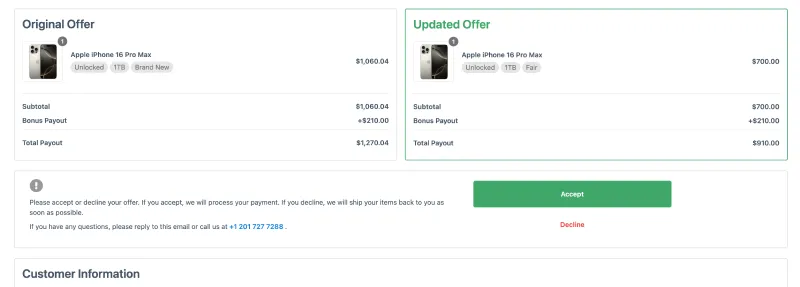 Original Offer
1
Apple iPhone 16 Pro Max
Unlocked 1TB Brand New
$1,060.04
Subtotal $1,060.04
Bonus Payout +$210.00
Total Payout $1,270.04
Updated Offer
1
Apple iPhone 16 Pro Max
Unlocked 1TB Fair
$700.00
Subtotal $700.00
Bonus Payout +$210.00
Total Payout $910.00
Please accept or decline your offer. If you accept, we will process your payment. If you decline, we will ship your items back to you as
soon as possible.
If you have any questions, please reply to this email or call us at +1 201 727 7288 .
Accept
Decline
Customer Information